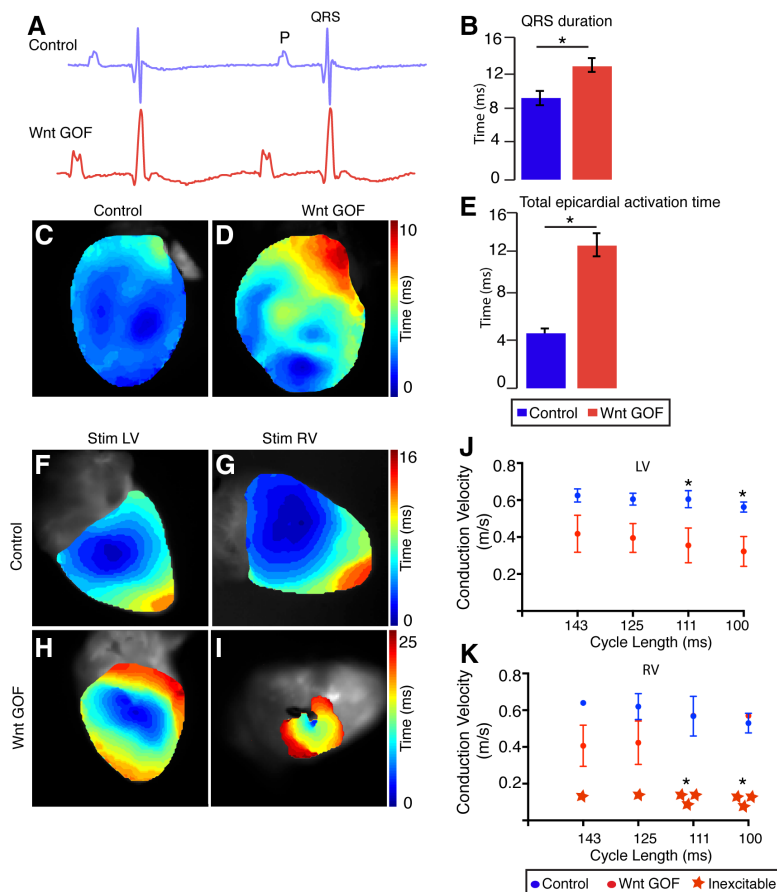 A
Control
P
QRS
Wnt GOF
B
QRS duration
*
Time (ms)
16
12
8
4
0
Control
Wnt GOF
C
D
10
Time (ms)
0
E
Total epicardial activation time
*
Time (ms)
16
12
8
4
0
Control
Wnt GOF
Stim LV
Stim RV
Control
F
G
16
0
Wnt GOF
H
I
25
Time (ms)
0
J
LV
Conduction Velocity
(m/s)
0.8
0.6
0.4
0.2
* *
143 125 111 100
Cycle Length (ms)
K
RV
Conduction Velocity
(m/s)
0.8
0.6
0.4
0.2
* *
143 125 111 100
Cycle Length (ms)
Control Wnt GOF Inexcitable